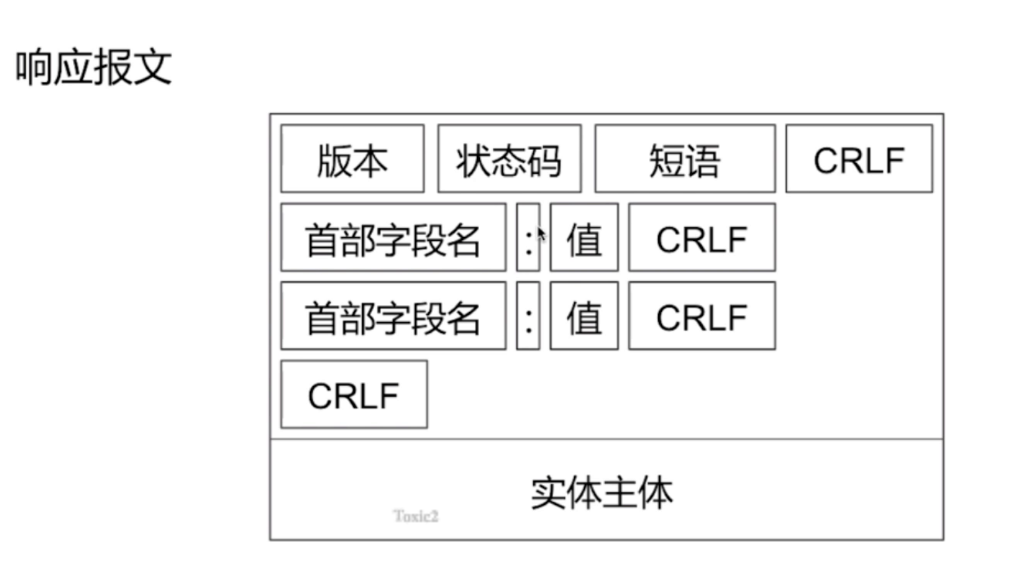 响应报文
版本 状态码 短语 CRLF
首部字段名 : 值 CRLF
首部字段名 : 值 CRLF
CRLF
实体主体
Toxic2